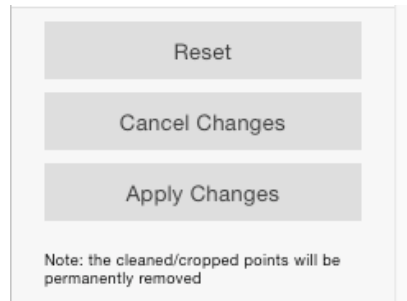 Reset
Cancel Changes
Apply Changes
Note: the cleaned/cropped points will be
permanently removed